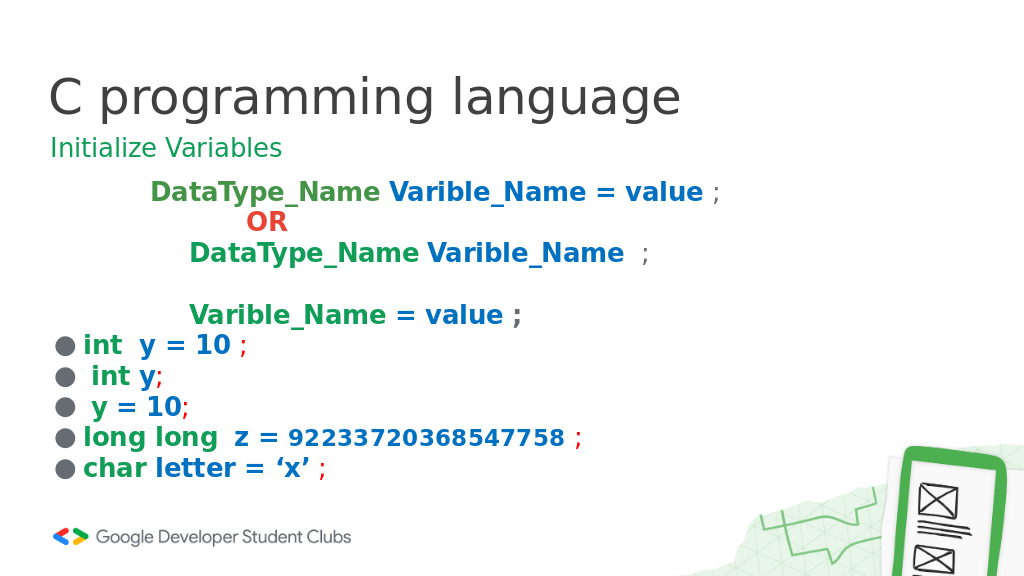 C programming language
Initialize Variables
DataType_Name Varible_Name = value ;
OR
DataType_Name Varible_Name ;
Varible_Name = value ;
● int y = 10 ;
● int y;
● y = 10;
● long long z = 92233720368547758 ;
● char letter = ‘x’ ;
Google Developer Student Clubs